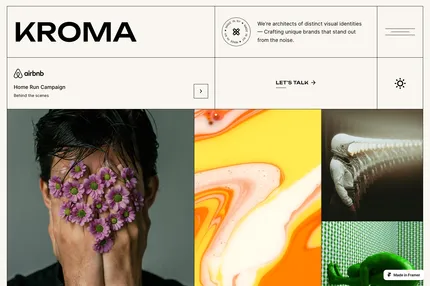 KROMA
We're architects of distinct visual identities
— Crafting unique brands that stand out
from the noise.
airbnb
Home Run Campaign
Behind the scenes
LET'S TALK →
Made in Framer